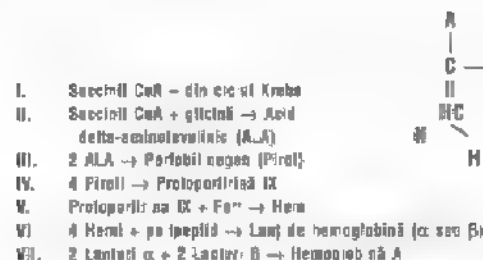 A
C
I. Succinil CoA – din ciclul Krebs
II. Succinil CoA + glicină → Acid
HC
delta-aminolevulinic (ALA)
H
III. 2 ALA → Porfobilinogen (Pirol)
IV. 4 Piroli → Protoporfirină IX
V. Protoporfirina IX + Fe⁺⁺ → Hem
VI 4 Hemi + polipeptid → Lanț de hemoglobină (α sau β)
VII. 2 Lanțuri α + 2 Lanțuri β → Hemoglobină A